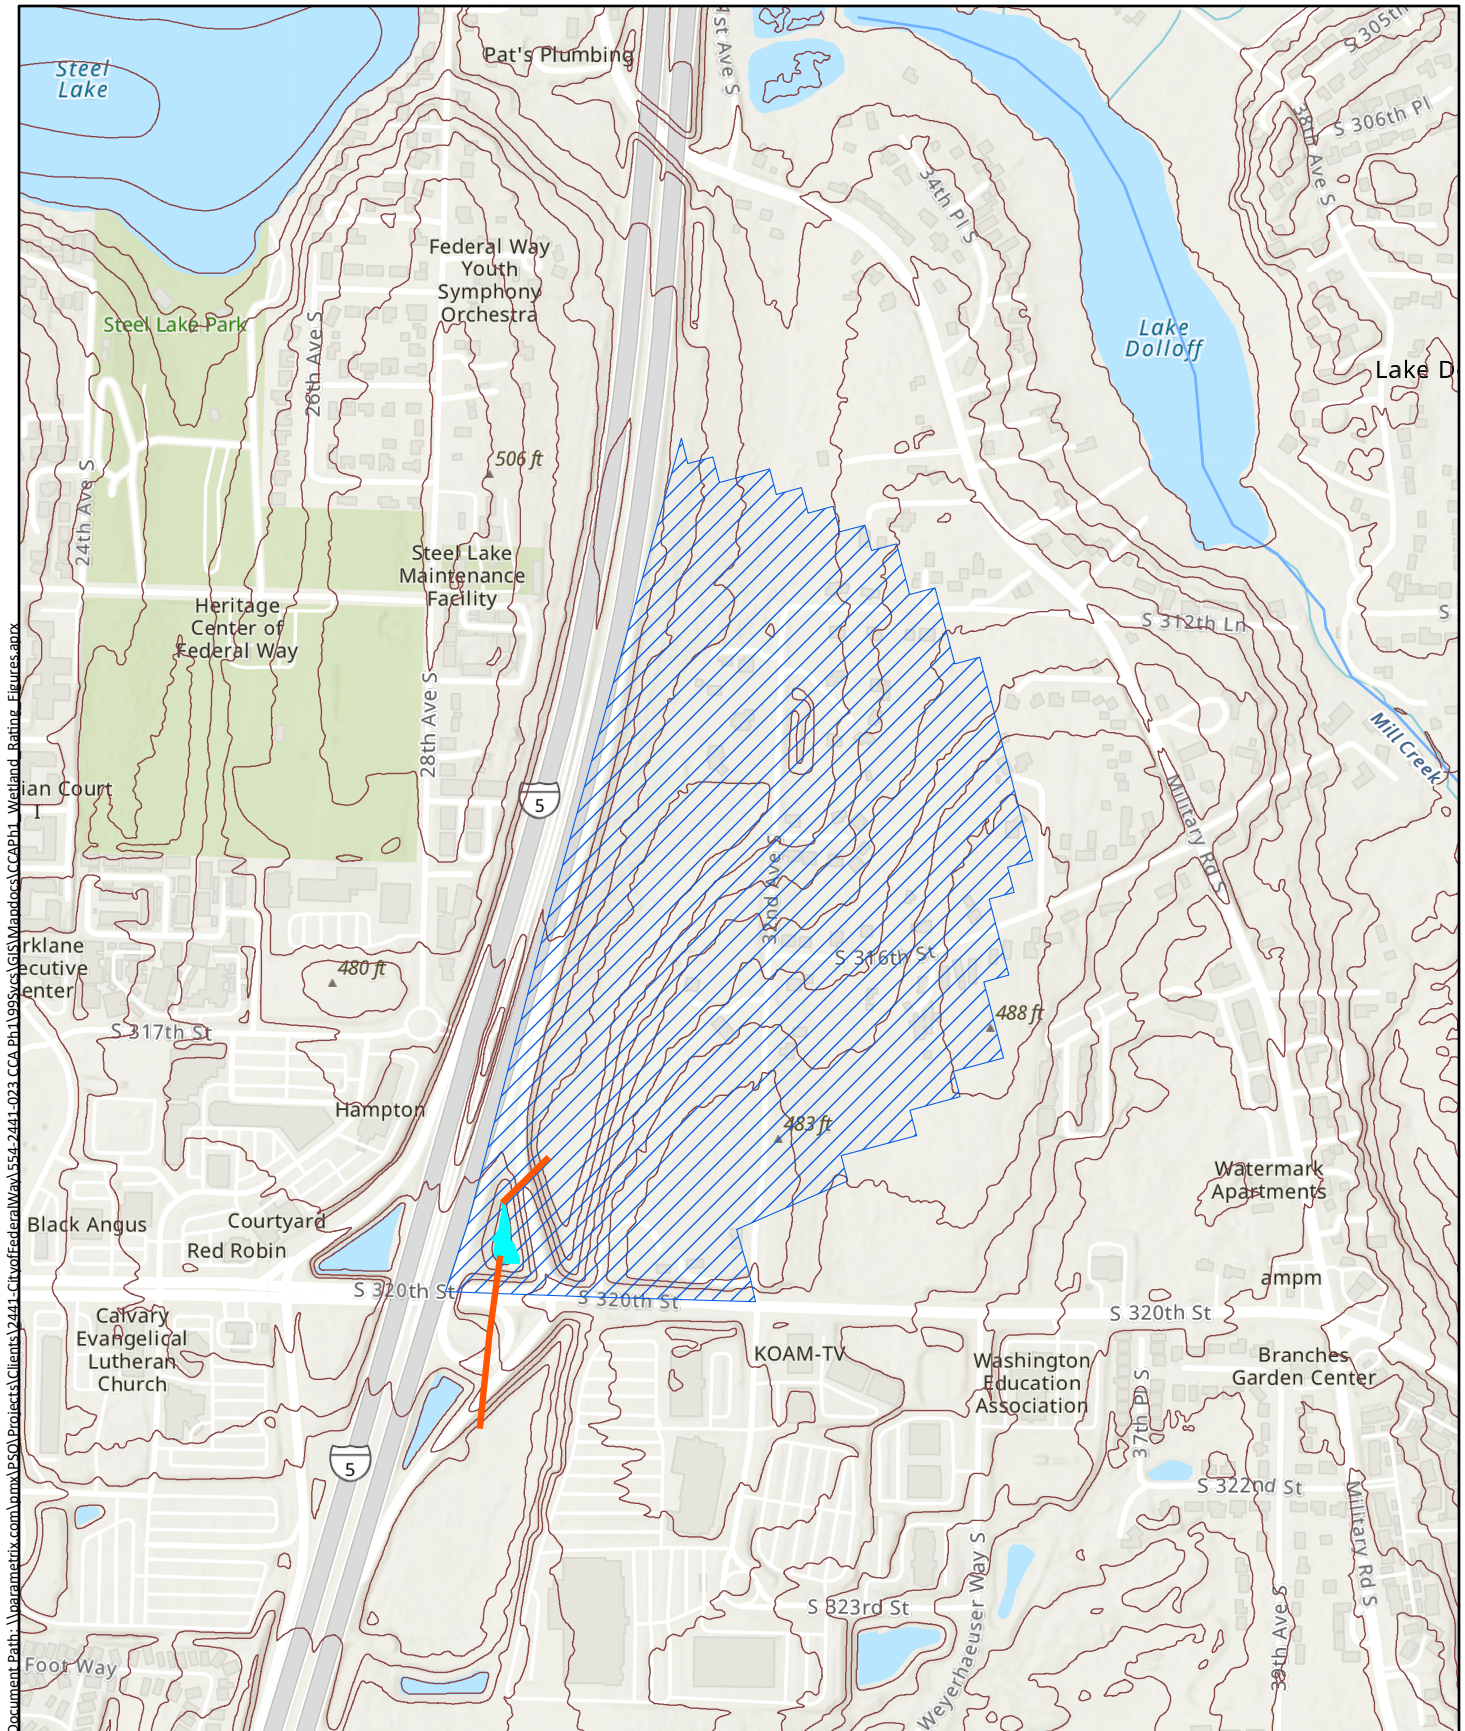 Steel
Lake
Pat's Plumbing
1st Ave S
S 305th
S 306th Pl
38th Ave S
34th Pl S
Federal Way
Youth
Symphony
Orchestra
Steel Lake Park
26th Ave S
Lake
Dolloff
Lake D
506 ft
24th Ave S
Steel Lake
Maintenance
Facility
Heritage
Center of
Federal Way
S 312th Ln
S
28th Ave S
Mill Creek
ian Court
I
5
Military Rd S
32nd Ave S
S 316th St
rklane
ecutive
enter
480 ft
488 ft
S 317th St
Hampton
483 ft
Watermark
Apartments
Black Angus
Courtyard
Red Robin
ampm
S 320th St
S 320th St
S 320th St
Calvary
Evangelical
Lutheran
Church
KOAM-TV
Washington
Education
Association
Branches
Garden Center
37th Pl S
5
S 322nd St
Military Rd S
Weyerhaeuser Way S
S 323rd St
39th Ave S
Foot Way
Document Path: \\parametrix.com\pmx\PSO\Projects\Clients\2441-CityofFederalWay\554-2441-023 CCA Ph1\99Svcs\GIS\Mapdocs\CCAPh1_Wetland_Rating_Figures.aprx